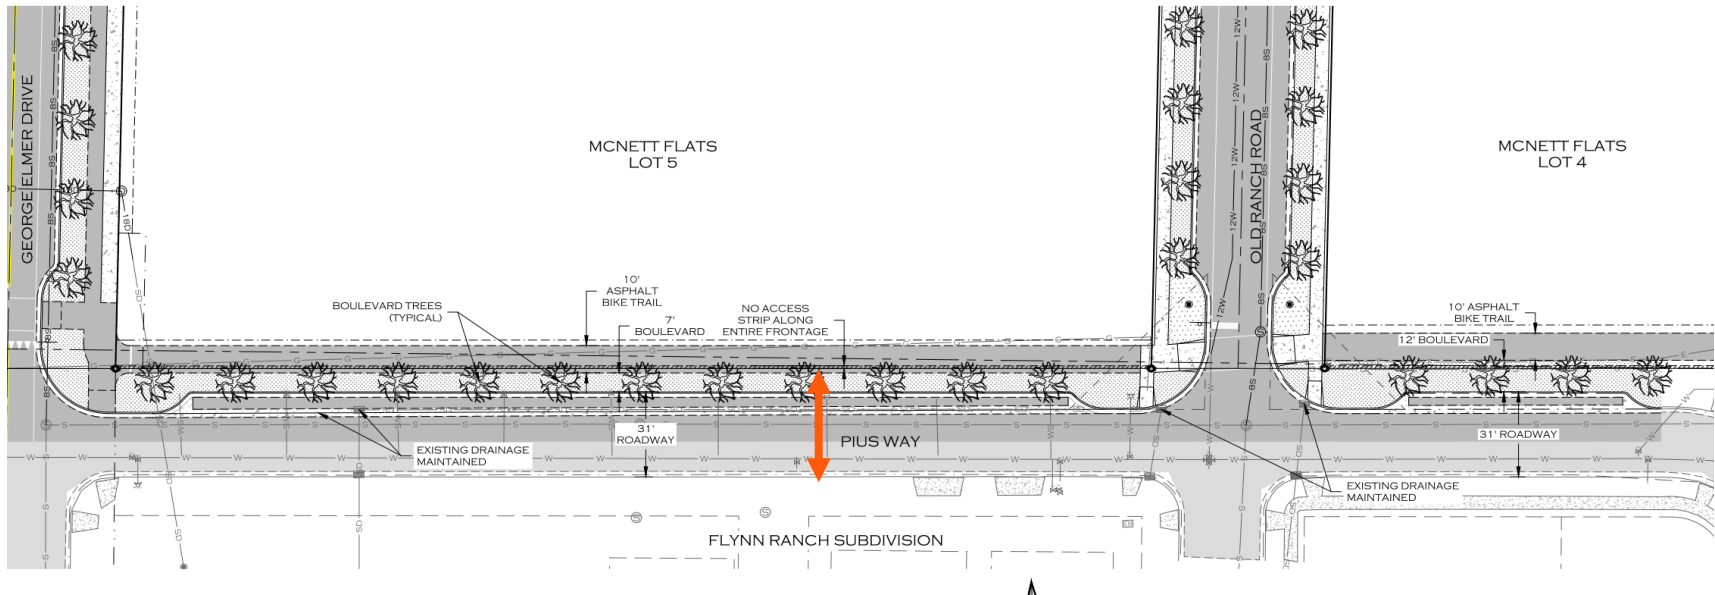 GEORGE ELMER DRIVE
MCNETT FLATS
LOT 5
OLD RANCH ROAD
MCNETT FLATS
LOT 4
BOULEVARD TREES
(TYPICAL)
10'
ASPHALT
BIKE TRAIL
7'
BOULEVARD
NO ACCESS
STRIP ALONG
ENTIRE FRONTAGE
10' ASPHALT
BIKE TRAIL
12' BOULEVARD
EXISTING DRAINAGE
MAINTAINED
31'
ROADWAY
PIUS WAY
31' ROADWAY
EXISTING DRAINAGE
MAINTAINED
FLYNN RANCH SUBDIVISION